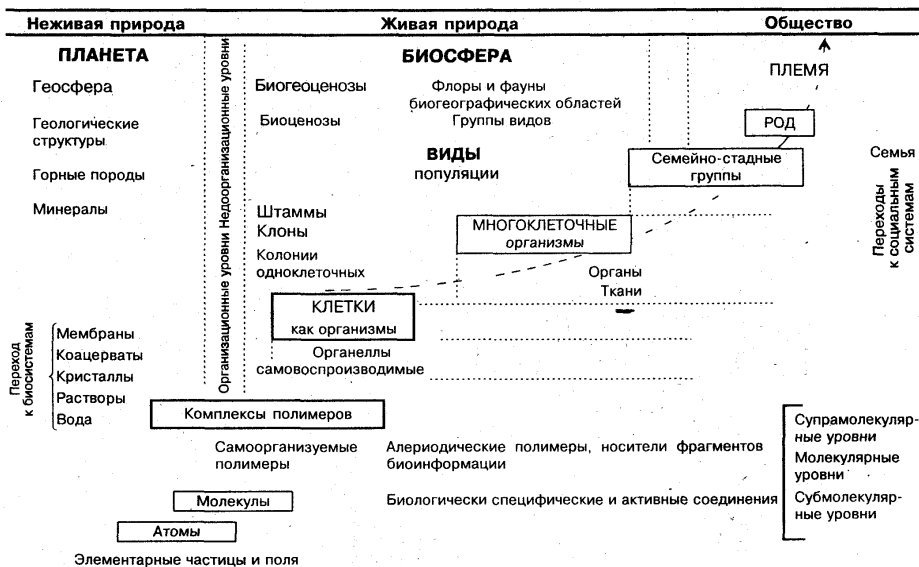 Неживая природа
Живая природа
Общество
ПЛАНЕТА
БИОСФЕРА
ПЛЕМЯ
Геосфера
Биогеоценозы
Флоры и фауны
биогеографических областей
Геологические
структуры
Биоценозы
Группы видов
РОД
ВИДЫ
популяции
Семейно-стадные
группы
Семья
Горные породы
Минералы
Штаммы
Клоны
МНОГОКЛЕТОЧНЫЕ
организмы
Колонии
одноклеточных
Органы
Ткани
Организационные уровни Недоорганизационные уровни
Переходы
к социальным
системам
КЛЕТКИ
как организмы
Переход
к биосистемам
Мембраны
Коацерваты
Кристаллы
Растворы
Вода
Органеллы
самовоспроизводимые
Комплексы полимеров
Самоорганизуемые
полимеры
Алериодические полимеры, носители фрагментов
биоинформации
Супрамолекуляр-
ные уровни
Молекулярные
уровни
Субмолекуляр-
ные уровни
Молекулы
Биологически специфические и активные соединения
Атомы
Элементарные частицы и поля